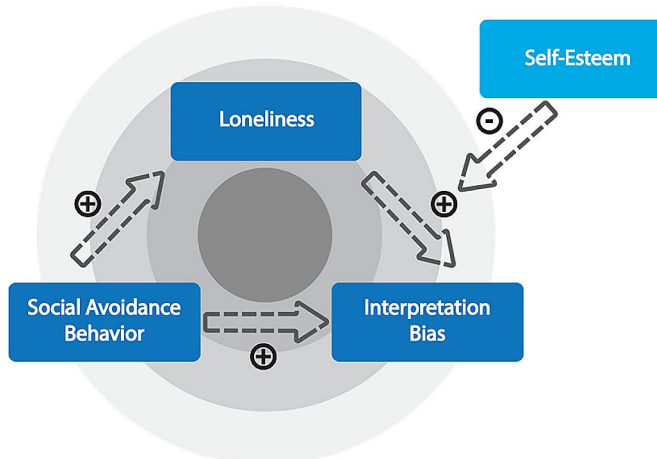 Self-Esteem
Loneliness
-
+
+
Social Avoidance
Behavior
Interpretation
Bias
+